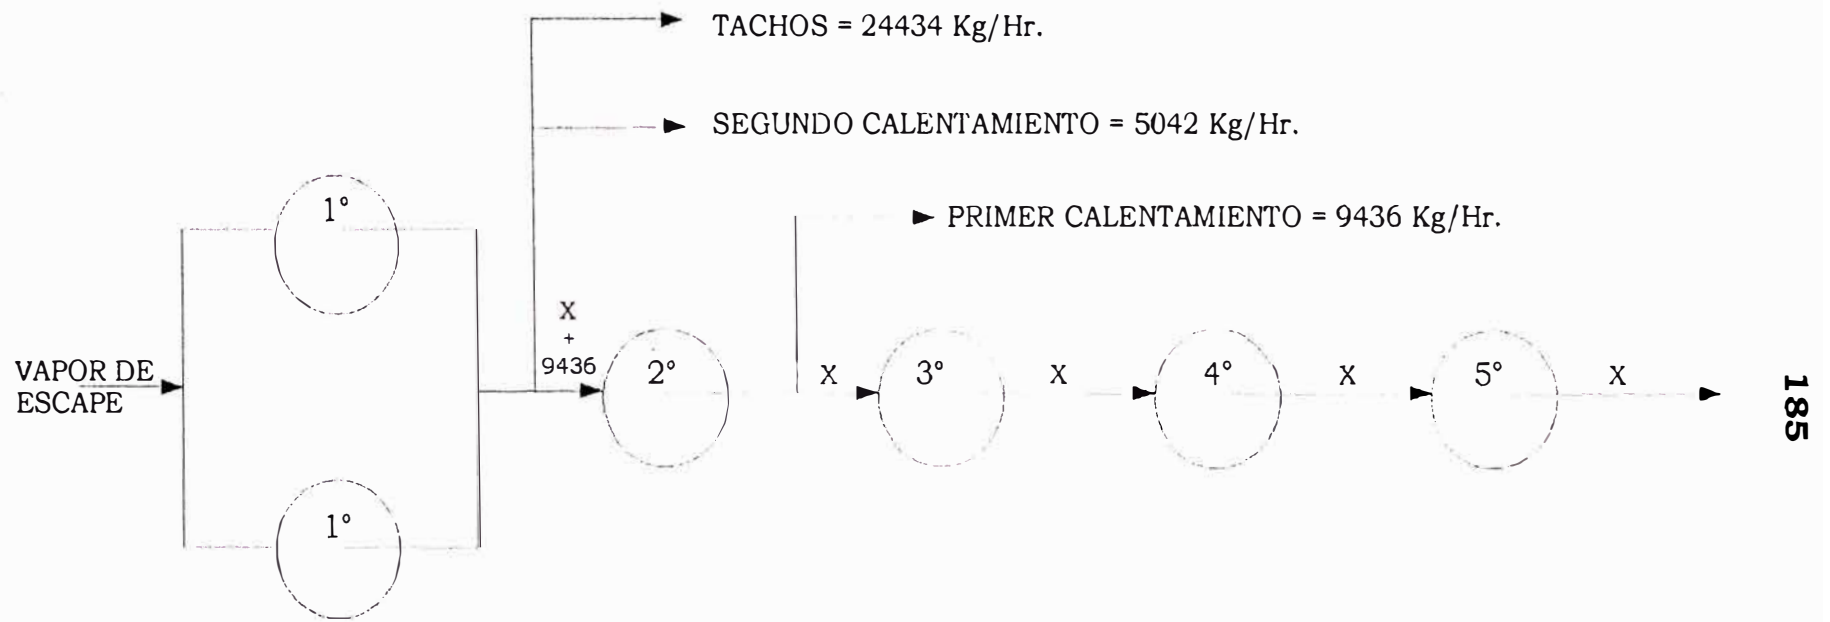 TACHOS = 24434 Kg/Hr.
SEGUNDO CALENTAMIENTO = 5042 Kg/Hr.
1°
PRIMER CALENTAMIENTO = 9436 Kg/Hr.
X
+
9436
VAPOR DE
ESCAPE
2°
X
3°
X
4°
X
5°
X
1°
185